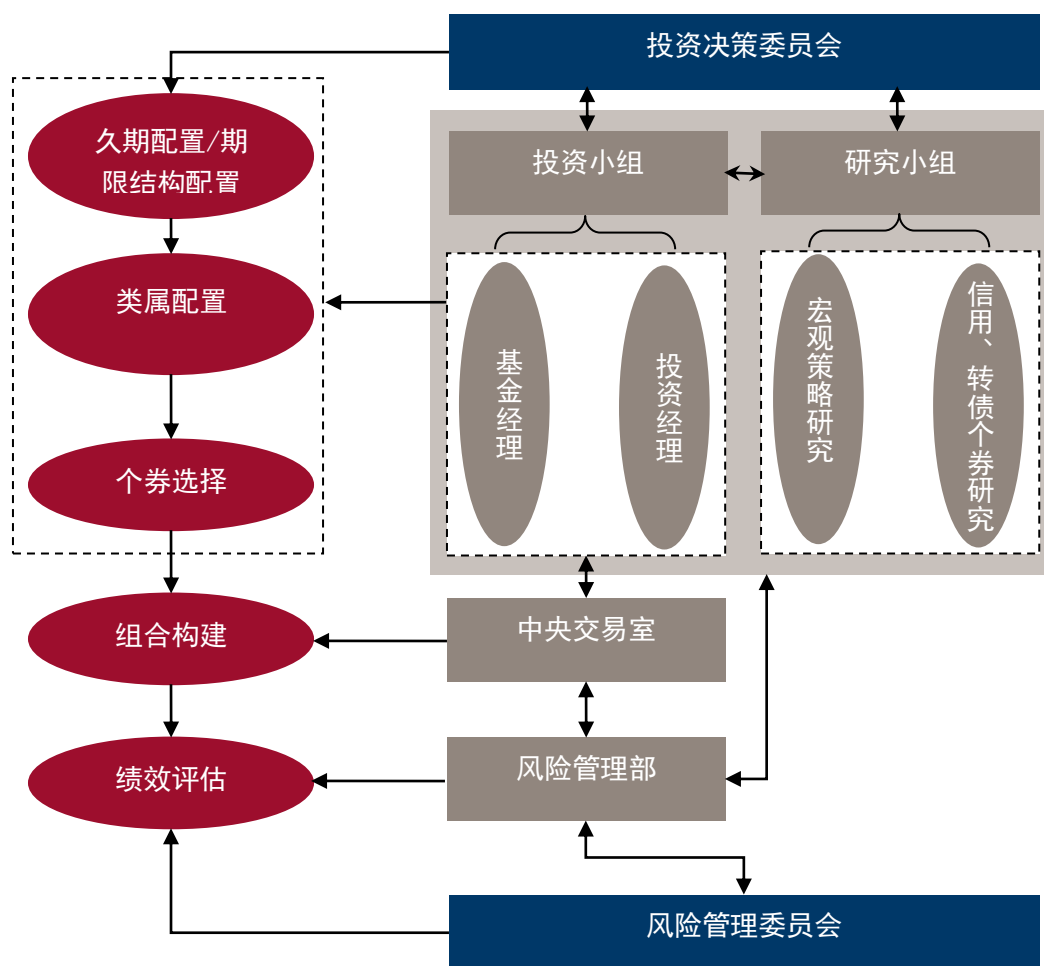 投资决策委员会
久期配置/期
限结构配置
投资小组
研究小组
类属配置
基金经理
投资经理
宏观策略研究
信用、转债个券研究
个券选择
组合构建
中央交易室
绩效评估
风险管理部
风险管理委员会